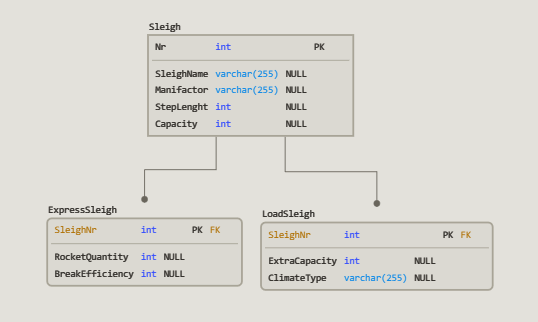 Sleigh
Nr int PK
SleighName varchar(255) NULL
Manifactor varchar(255) NULL
StepLenght int NULL
Capacity int NULL
ExpressSleigh
SleighNr int PK FK
RocketQuantity int NULL
BreakEfficiency int NULL
LoadSleigh
SleighNr int PK FK
ExtraCapacity int NULL
ClimateType varchar(255) NULL